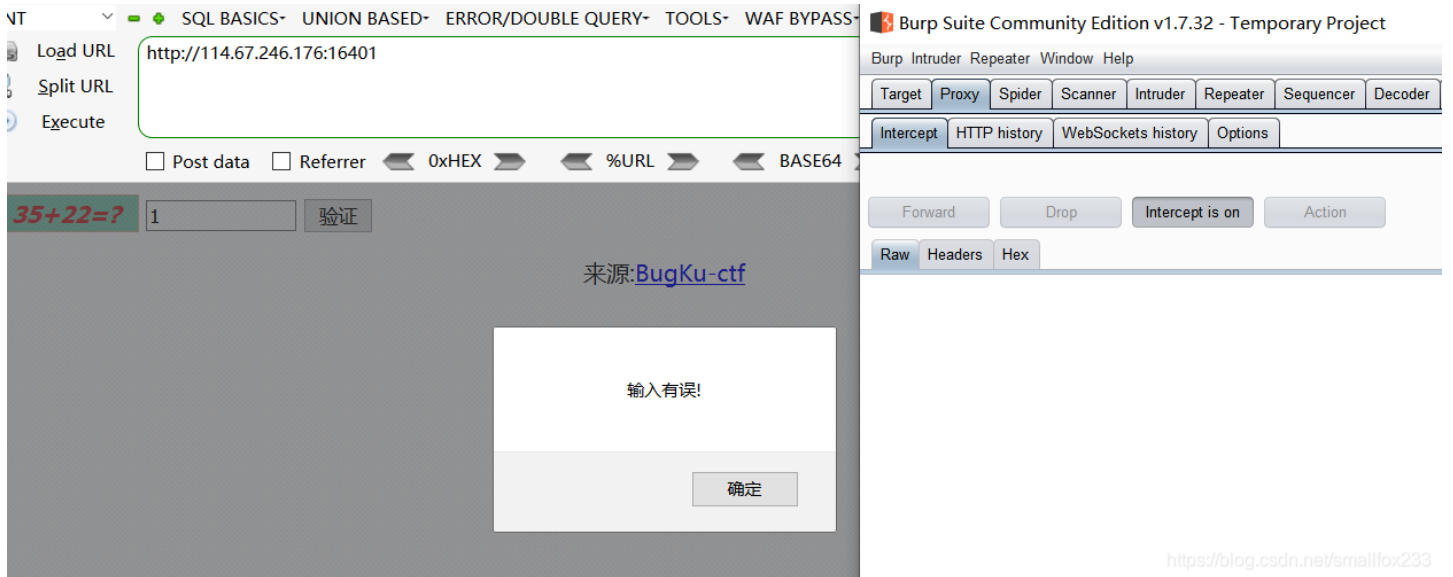 NT SQL BASICS- UNION BASED- ERROR/DOUBLE QUERY- TOOLS- WAF BYPASS-
Load URL
http://114.67.246.176:16401
Split URL
Execute
Post data Referrer 0xHEX %URL BASE64
35+22=? 1 验证
来源:BugKu-ctf
输入有误!
确定
Burp Suite Community Edition v1.7.32 - Temporary Project
Burp Intruder Repeater Window Help
Target Proxy Spider Scanner Intruder Repeater Sequencer Decoder
Intercept HTTP history WebSockets history Options
Forward Drop Intercept is on Action
Raw Headers Hex
https://blog.csdn.net/smallfox233